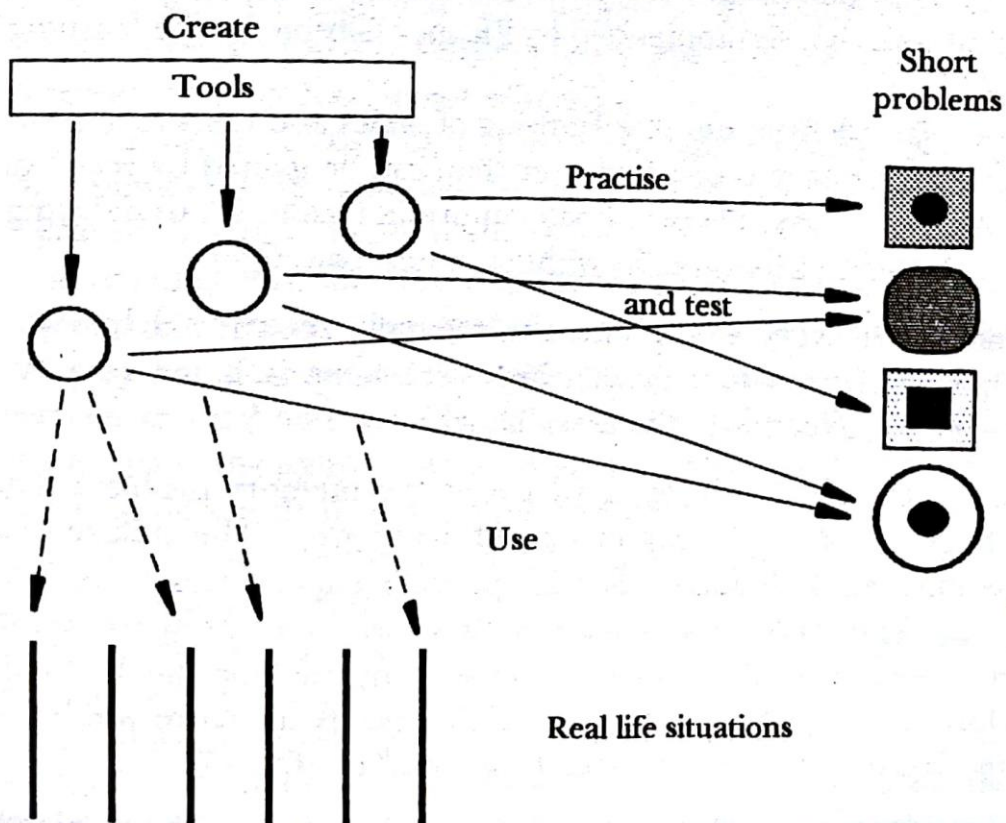 Create
Tools
Short
problems
Practise
and test
Use
Real life situations